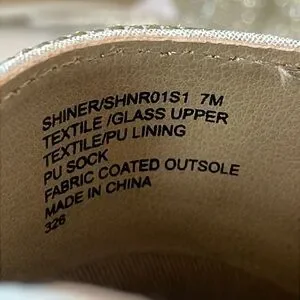 SHINER/SHNR01S1 7M
TEXTILE /GLASS UPPER
TEXTILE/PU LINING
PU SOCK
FABRIC COATED OUTSOLE
MADE IN CHINA
326